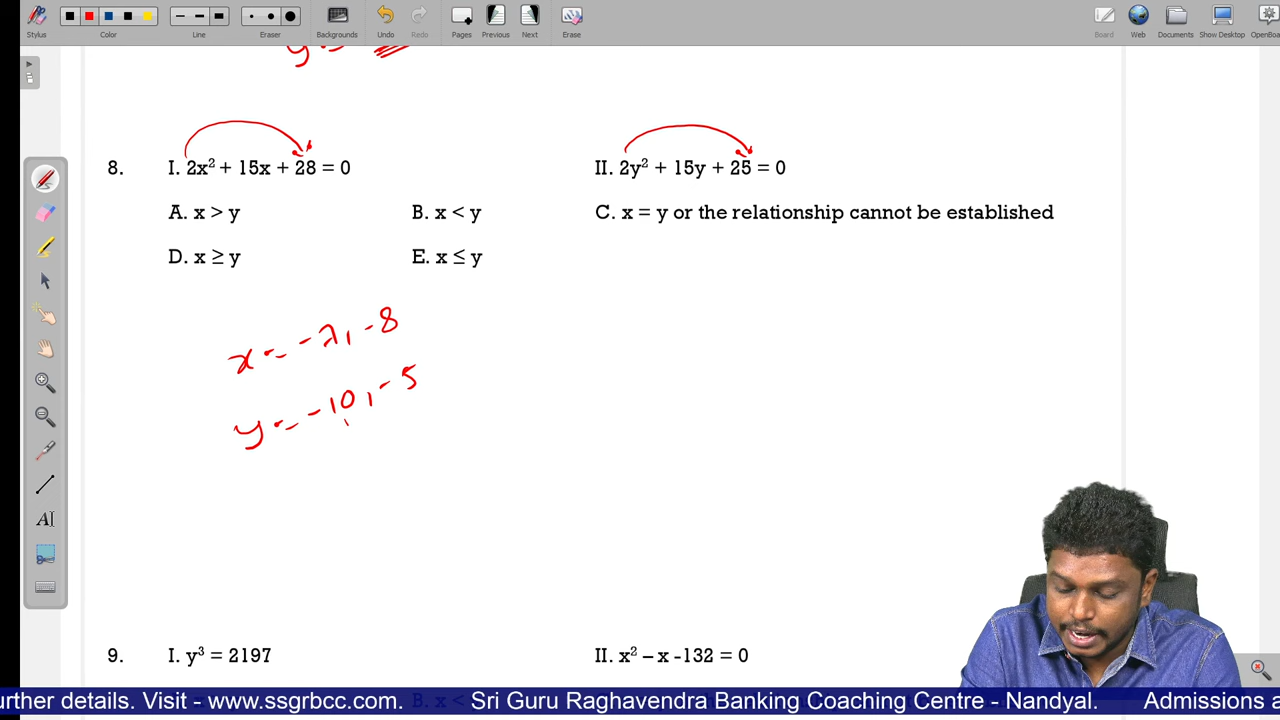 Stylus Color Line Eraser Backgrounds Undo Redo Pages Previous Next Erase Board Web Documents Show Desktop OpenBoa
8. I. 2x² + 15x + 28 = 0 II. 2y² + 15y + 25 = 0
A. x > y B. x < y C. x = y or the relationship cannot be established
D. x ≥ y E. x ≤ y
x = -7, -8
y = -10, -5
9. I. y³ = 2197 II. x² – x -132 = 0
urther details. Visit - www.ssgrbcc.com. Sri Guru Raghavendra Banking Coaching Centre - Nandyal. Admissions a